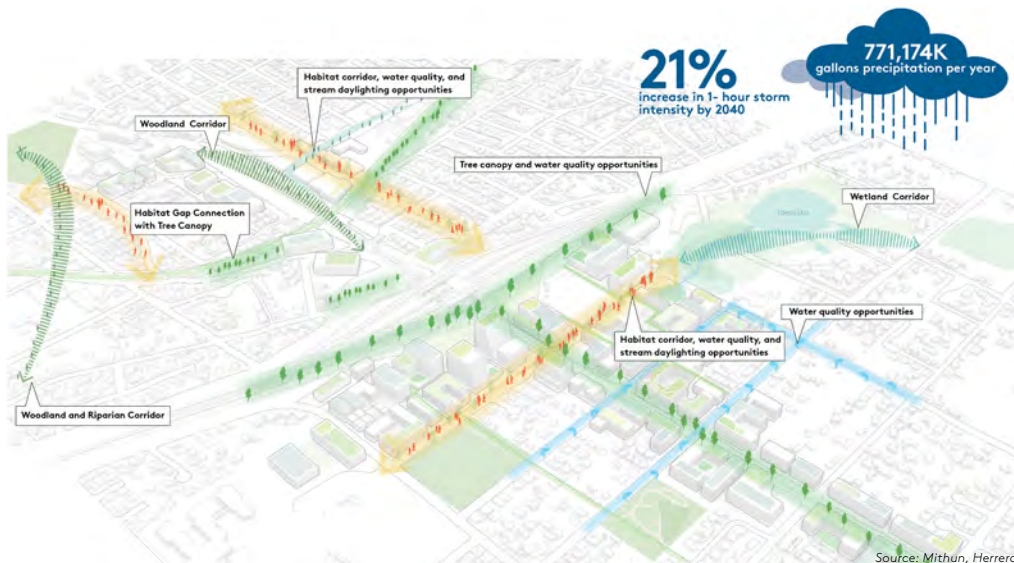 21%
increase in 1- hour storm
intensity by 2040
771,174K
gallons precipitation per year
Habitat corridor, water quality, and
stream daylighting opportunities
Woodland Corridor
Tree canopy and water quality opportunities
Wetland Corridor
Habitat Gap Connection
with Tree Canopy
Water quality opportunities
Habitat corridor, water quality, and
stream daylighting opportunities
Woodland and Riparian Corridor
Source: Mithun, Herrera